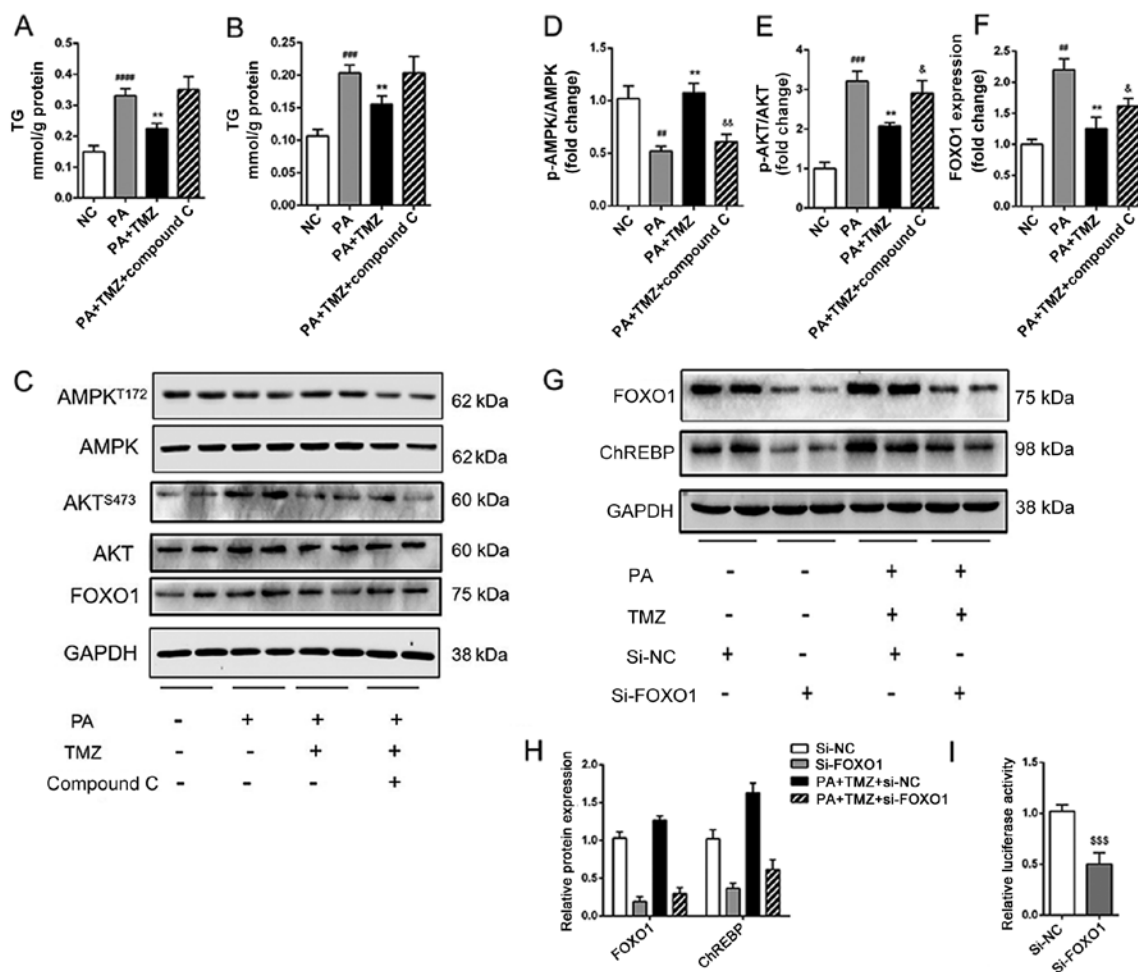 A
TG
mmol/g protein
0.5
0.4
0.3
0.2
0.1
0.0
####
**
NC
PA
PA+TMZ
PA+TMZ+compound C
B
TG
mmol/g protein
0.25
0.20
0.15
0.10
0.05
0.00
###
**
NC
PA
PA+TMZ
PA+TMZ+compound C
D
p-AMPK/AMPK
(fold change)
1.5
1.0
0.5
0.0
##
**
&&
NC
PA
PA+TMZ
PA+TMZ+compound C
E
p-AKT/AKT
(fold change)
4
3
2
1
0
###
**
&
NC
PA
PA+TMZ
PA+TMZ+compound C
F
FOXO1 expression
(fold change)
2.5
2.0
1.5
1.0
0.5
0.0
##
**
&
NC
PA
PA+TMZ
PA+TMZ+compound C
C
AMPKT172 62 kDa
AMPK 62 kDa
AKTS473 60 kDa
AKT 60 kDa
FOXO1 75 kDa
GAPDH 38 kDa
PA - + + +
TMZ - - + +
Compound C - - - +
G
FOXO1 75 kDa
ChREBP 98 kDa
GAPDH 38 kDa
PA - - + +
TMZ - - + +
Si-NC + - + -
Si-FOXO1 - + - +
H
Relative protein expression
2.0
1.5
1.0
0.5
0.0
FOXO1
ChREBP
Si-NC
Si-FOXO1
PA+TMZ+si-NC
PA+TMZ+si-FOXO1
I
Relative luciferase activity
1.5
1.0
0.5
0.0
$$$
Si-NC
Si-FOXO1